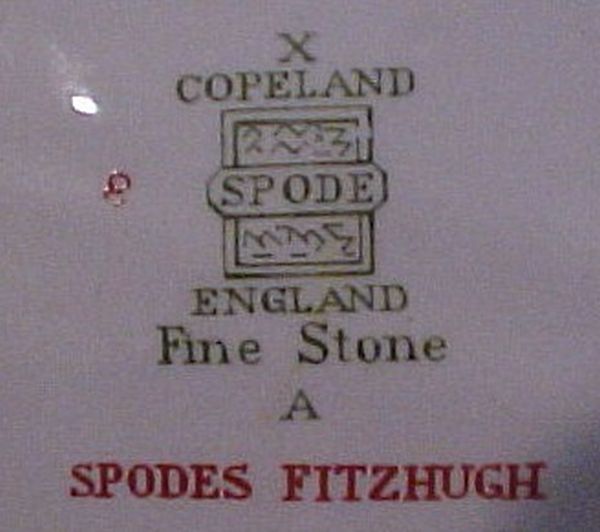 X
COPELAND
SPODE
ENGLAND
Fine Stone
A
SPODES FITZHUGH